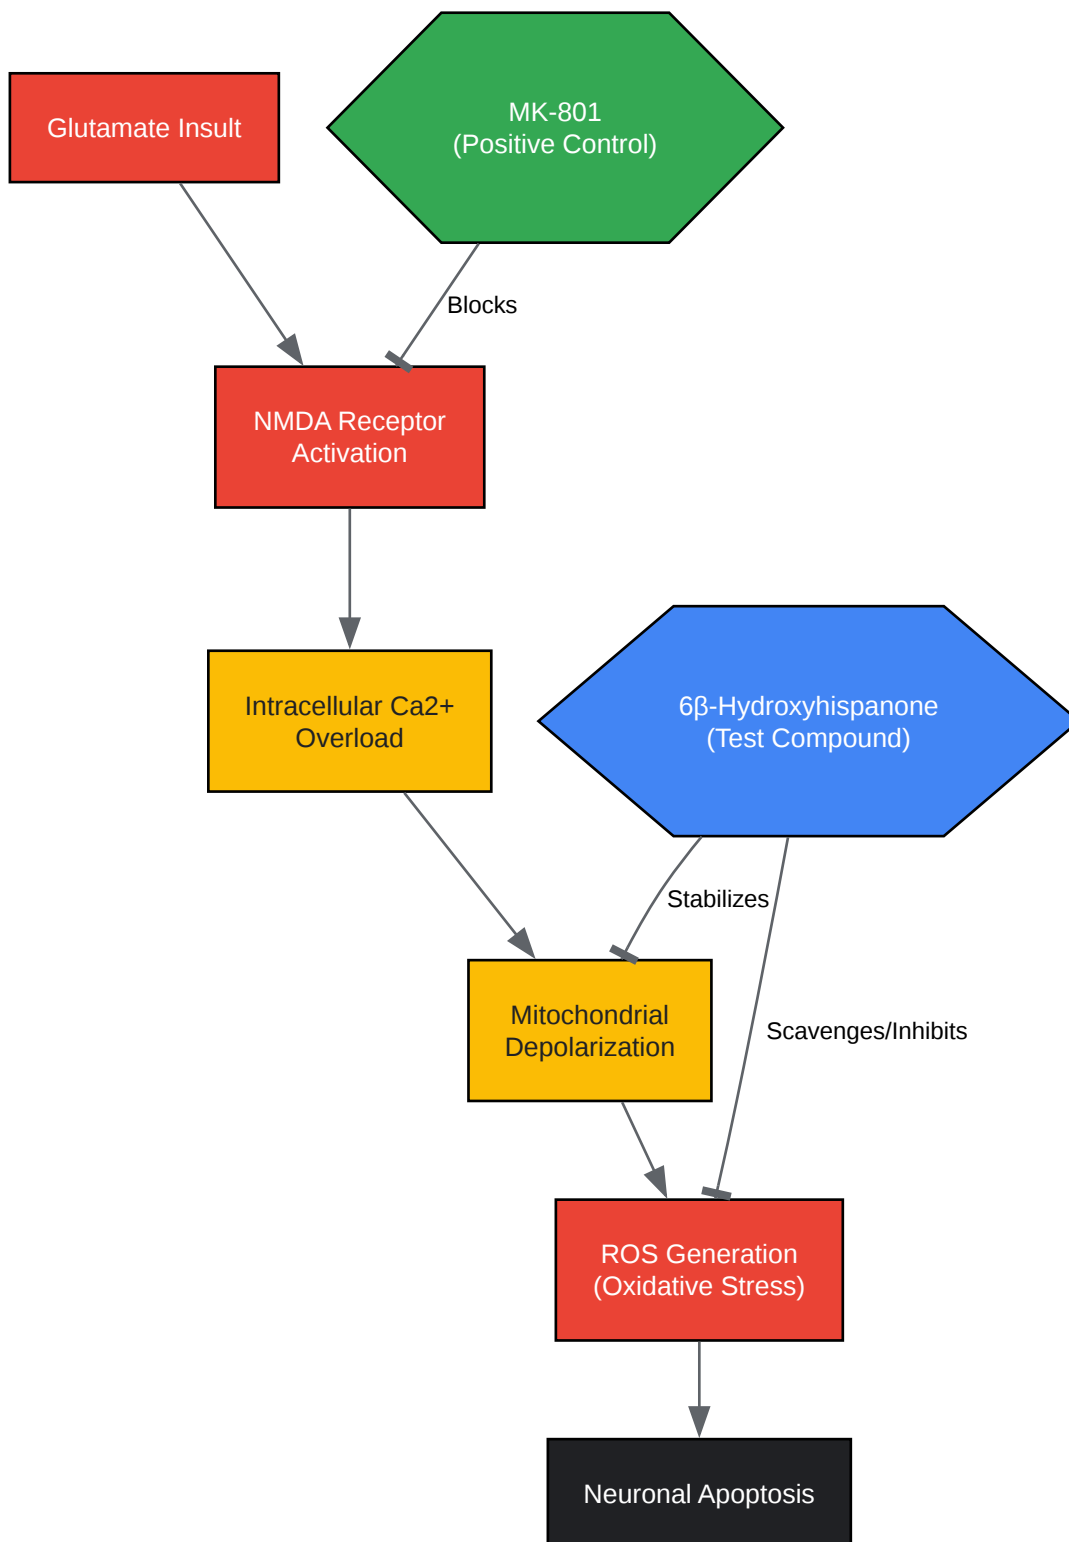 Glutamate Insult
MK-801
(Positive Control)
Blocks
NMDA Receptor
Activation
Intracellular Ca2+
Overload
6β-Hydroxyhispanone
(Test Compound)
Stabilizes
Mitochondrial
Depolarization
Scavenges/Inhibits
ROS Generation
(Oxidative Stress)
Neuronal Apoptosis